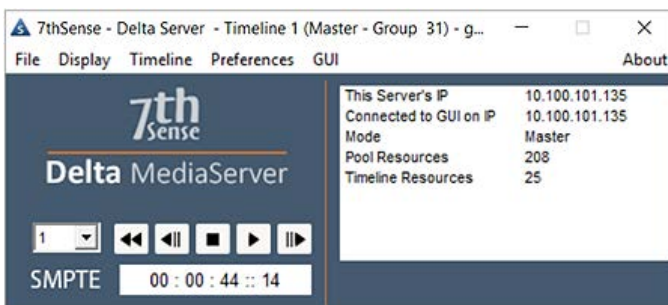 7thSense - Delta Server - Timeline 1 (Master - Group 31) - g...
File Display Timeline Preferences GUI About
7th
Sense
Delta MediaServer
1
SMPTE 00 : 00 : 44 :: 14
This Server's IP 10.100.101.135
Connected to GUI on IP 10.100.101.135
Mode Master
Pool Resources 208
Timeline Resources 25